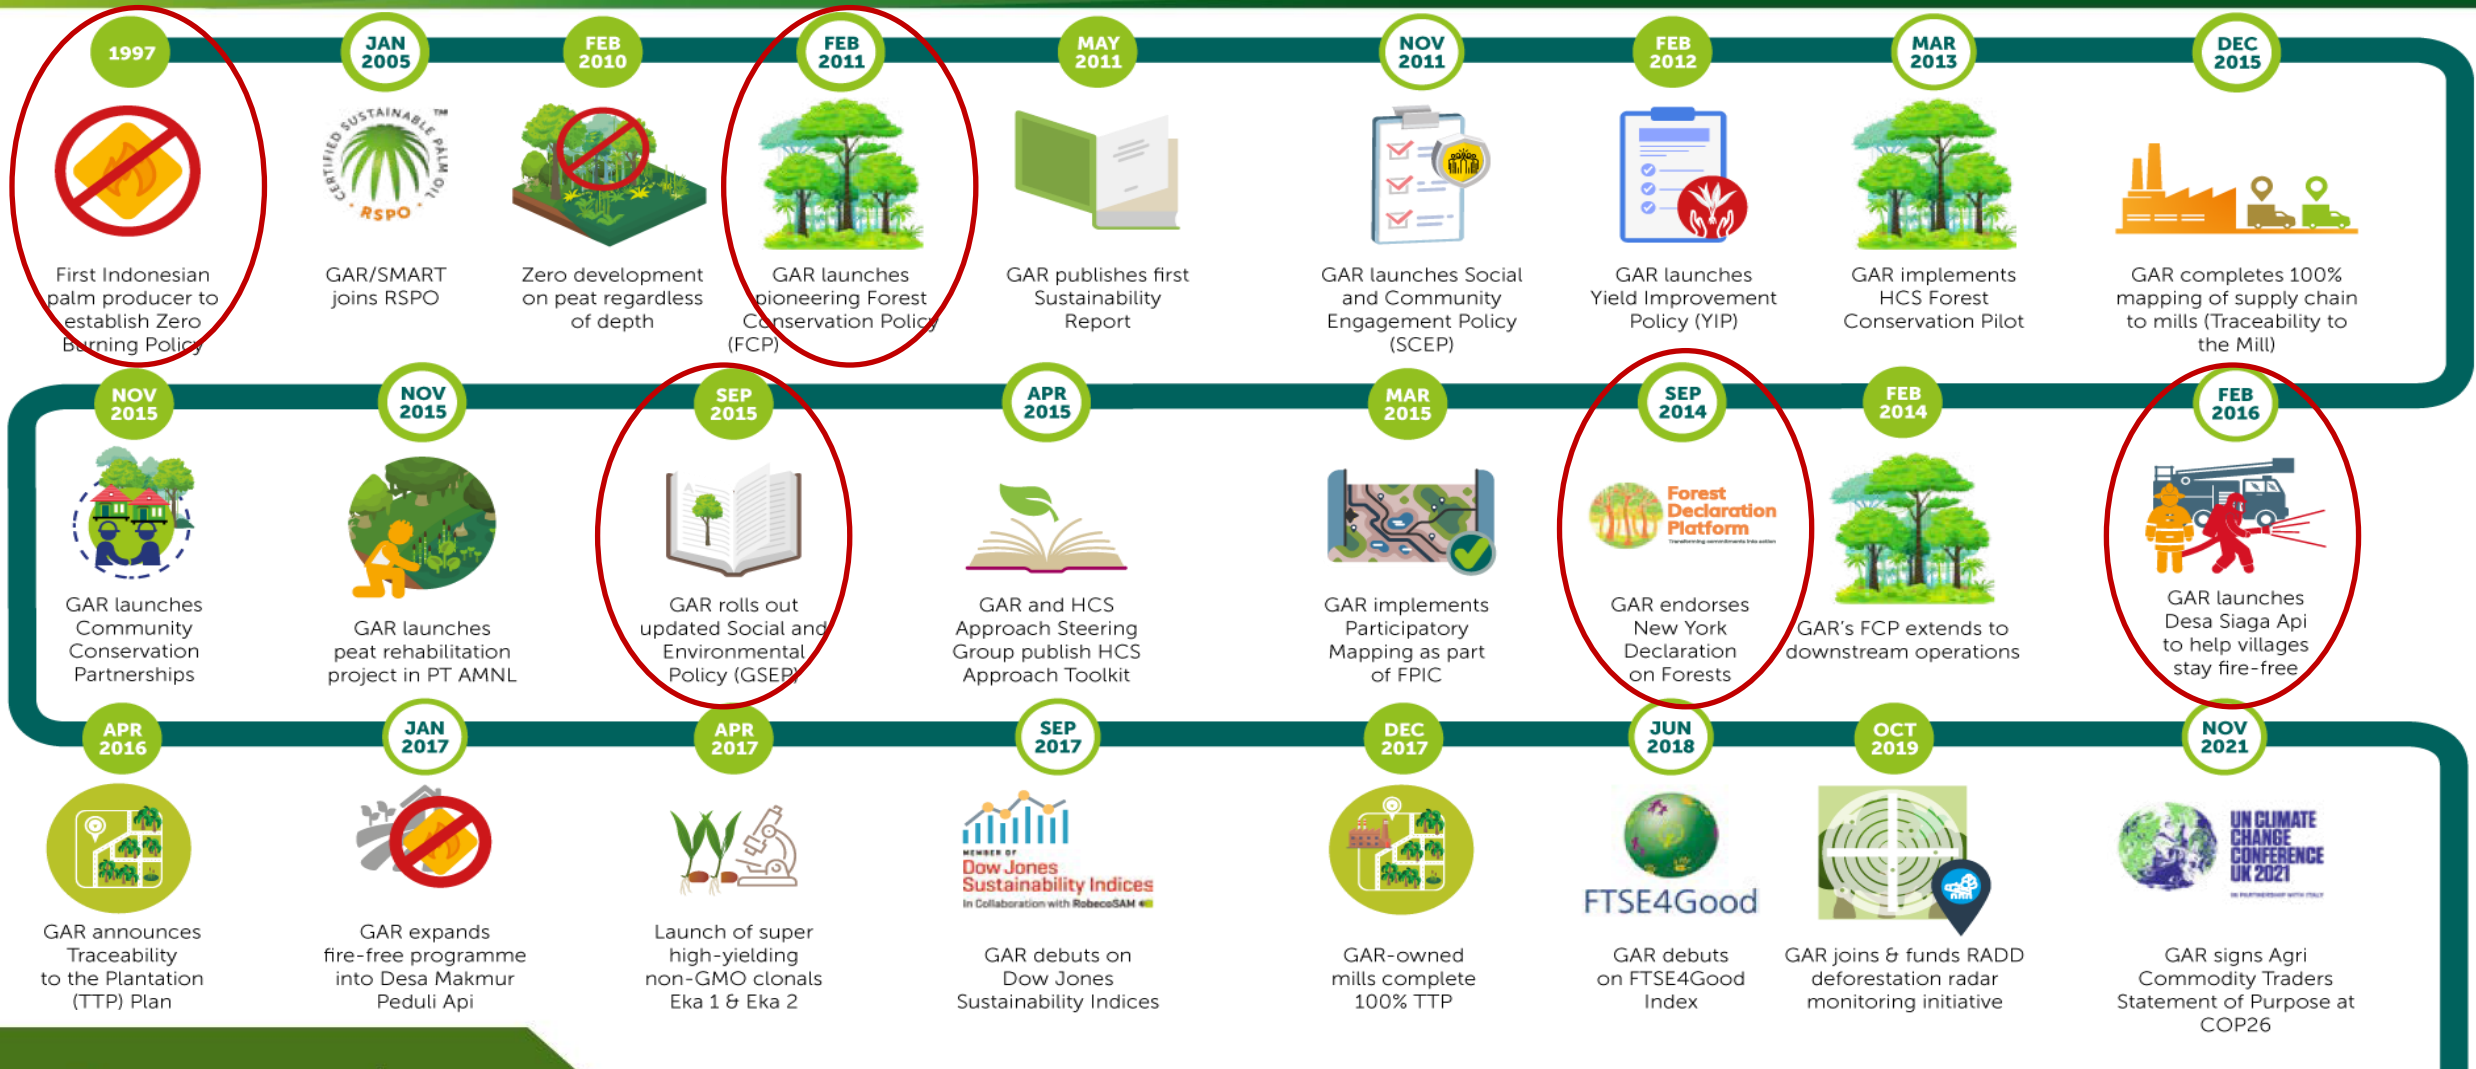 1997
First Indonesian
palm producer to
establish Zero
Burning Policy
JAN
2005
CERTIFIED SUSTAINABLE PALM OIL ™
RSPO
GAR/SMART
joins RSPO
FEB
2010
Zero development
on peat regardless
of depth
FEB
2011
GAR launches
pioneering Forest
Conservation Policy
(FCP)
MAY
2011
GAR publishes first
Sustainability
Report
NOV
2011
GAR launches Social
and Community
Engagement Policy
(SCEP)
FEB
2012
GAR launches
Yield Improvement
Policy (YIP)
MAR
2013
GAR implements
HCS Forest
Conservation Pilot
DEC
2015
GAR completes 100%
mapping of supply chain
to mills (Traceability to
the Mill)
NOV
2015
GAR launches
Community
Conservation
Partnerships
NOV
2015
GAR launches
peat rehabilitation
project in PT AMNL
SEP
2015
A
GAR rolls out
updated Social and
Environmental
Policy (GSEP)
APR
2015
GAR and HCS
Approach Steering
Group publish HCS
Approach Toolkit
MAR
2015
GAR implements
Participatory
Mapping as part
of FPIC
SEP
2014
Forest
Declaration
Platform
Transforming commitments into action
GAR endorses
New York
Declaration
on Forests
FEB
2014
GAR's FCP extends to
downstream operations
FEB
2016
GAR launches
Desa Siaga Api
to help villages
stay fire-free
APR
2016
GAR announces
Traceability
to the Plantation
(TTP) Plan
JAN
2017
GAR expands
fire-free programme
into Desa Makmur
Peduli Api
APR
2017
Launch of super
high-yielding
non-GMO clonals
Eka 1 & Eka 2
SEP
2017
MEMBER OF
Dow Jones
Sustainability Indices
In Collaboration with RobecoSAM
GAR debuts on
Dow Jones
Sustainability Indices
DEC
2017
GAR-owned
mills complete
100% TTP
JUN
2018
FTSE4Good
GAR debuts
on FTSE4Good
Index
OCT
2019
GAR joins & funds RADD
deforestation radar
monitoring initiative
NOV
2021
UN CLIMATE
CHANGE
CONFERENCE
UK 2021
IN PARTNERSHIP WITH ITALY
GAR signs Agri
Commodity Traders
Statement of Purpose at
COP26